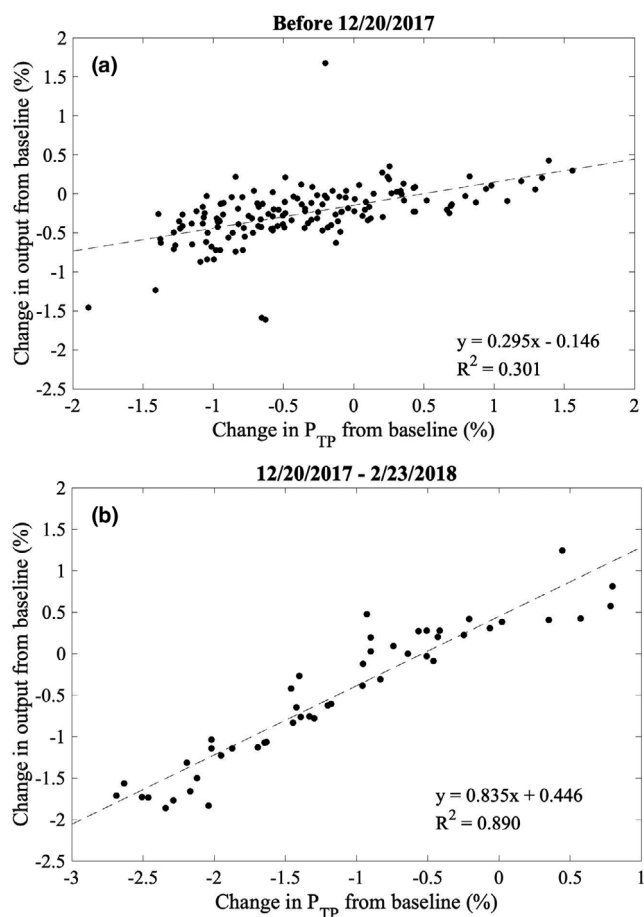 Before 12/20/2017
(a)
Change in output from baseline (%)
2
1.5
1
0.5
0
-0.5
-1
-1.5
-2
-2.5
y = 0.295x - 0.146
R² = 0.301
-2 -1.5 -1 -0.5 0 0.5 1 1.5 2
Change in P_TP from baseline (%)
12/20/2017 - 2/23/2018
(b)
Change in output from baseline (%)
2
1.5
1
0.5
0
-0.5
-1
-1.5
-2
-2.5
y = 0.835x + 0.446
R² = 0.890
-3 -2.5 -2 -1.5 -1 -0.5 0 0.5 1
Change in P_TP from baseline (%)